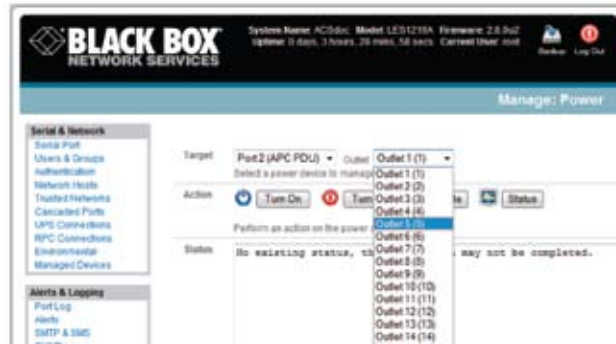 BLACK BOX
NETWORK SERVICES
System Name: ACSdoc Model: LES1216A Firmware: 2.8.0u2
Uptime: 0 days, 3 hours, 28 mins, 58 secs Current User: root
Backup
Log Out
Manage: Power
Serial & Network
Serial Port
Users & Groups
Authentication
Network Hosts
Trusted Networks
Cascaded Ports
UPS Connections
RPC Connections
Environmental
Managed Devices
Alerts & Logging
Port Log
Alerts
SMTP & SMS
Target
Port 2 (APC PDU)
Outlet
Outlet 1 (1)
Select a power device to manage
Outlet 1 (1)
Outlet 2 (2)
Outlet 3 (3)
Outlet 4 (4)
Outlet 5 (5)
Outlet 6 (6)
Outlet 7 (7)
Outlet 8 (8)
Outlet 9 (9)
Outlet 10 (10)
Outlet 11 (11)
Outlet 12 (12)
Outlet 13 (13)
Outlet 14 (14)
Action
Turn On
Status
Perform an action on the power
Status
No existing status, may not be completed.